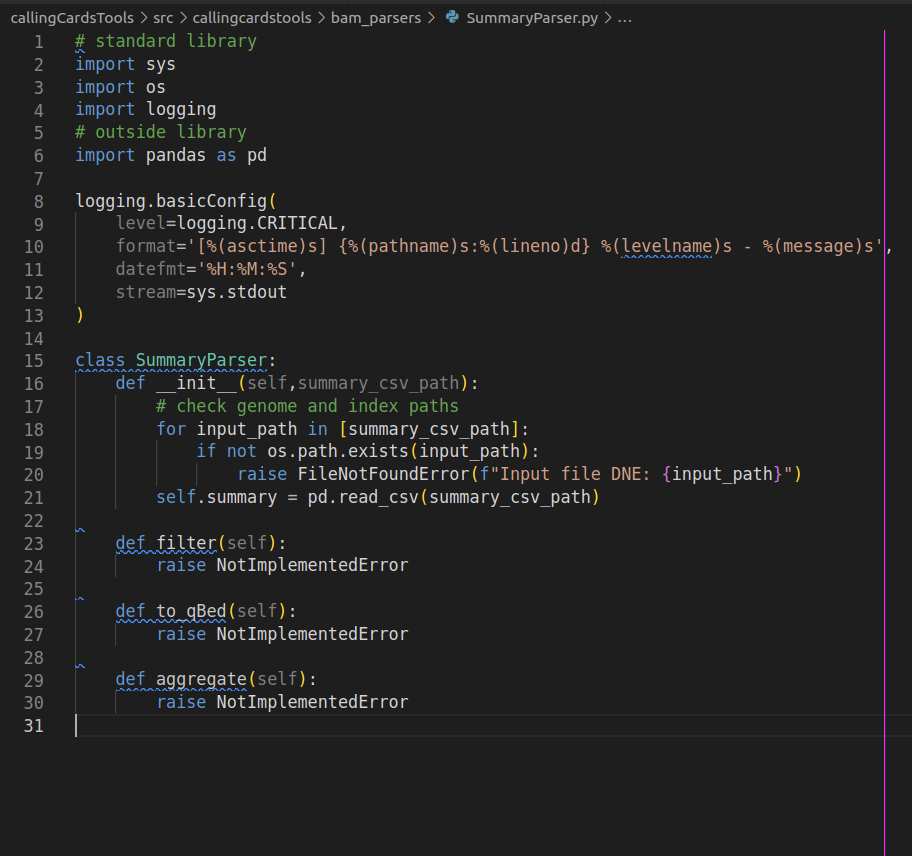 callingCardsTools > src > callingcardstools > bam_parsers > SummaryParser.py > ...
1 # standard library
2 import sys
3 import os
4 import logging
5 # outside library
6 import pandas as pd
7
8 logging.basicConfig(
9     level=logging.CRITICAL,
10     format='[%(asctime)s] {%(pathname)s:%(lineno)d} %(levelname)s - %(message)s',
11     datefmt='%H:%M:%S',
12     stream=sys.stdout
13 )
14
15 class SummaryParser:
16     def __init__(self,summary_csv_path):
17         # check genome and index paths
18         for input_path in [summary_csv_path]:
19             if not os.path.exists(input_path):
20                 raise FileNotFoundError(f"Input file DNE: {input_path}")
21         self.summary = pd.read_csv(summary_csv_path)
22
23     def filter(self):
24         raise NotImplementedError
25
26     def to_qBed(self):
27         raise NotImplementedError
28
29     def aggregate(self):
30         raise NotImplementedError
31